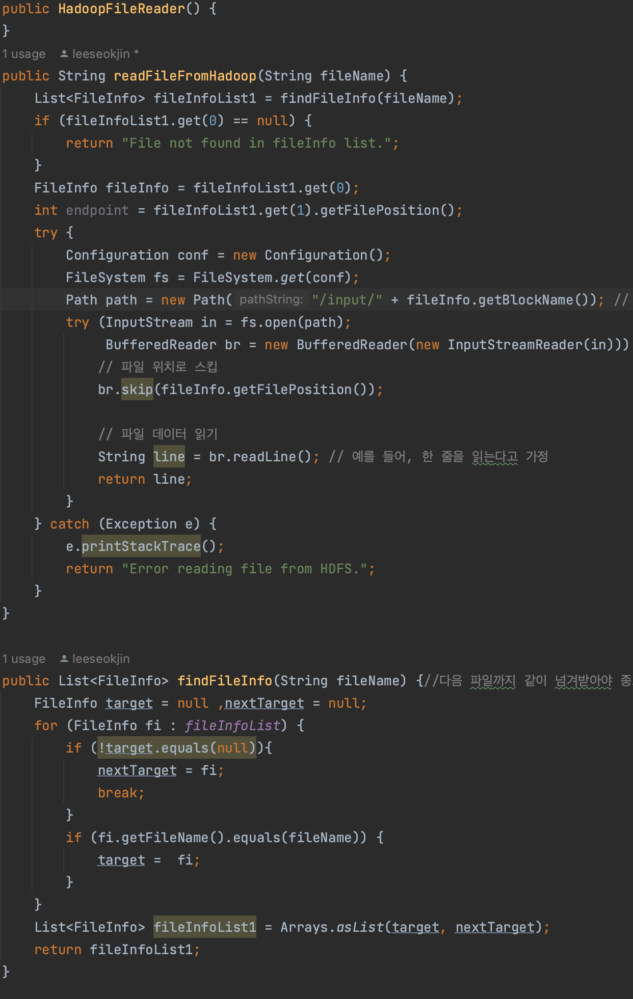 public HadoopFileReader() {
}
1 usage leeseokjin *
public String readFileFromHadoop(String fileName) {
    List<FileInfo> fileInfoList1 = findFileInfo(fileName);
    if (fileInfoList1.get(0) == null) {
        return "File not found in fileInfo list.";
    }
    FileInfo fileInfo = fileInfoList1.get(0);
    int endpoint = fileInfoList1.get(1).getFilePosition();
    try {
        Configuration conf = new Configuration();
        FileSystem fs = FileSystem.get(conf);
        Path path = new Path( pathString: "/input/" + fileInfo.getBlockName()); //
        try (InputStream in = fs.open(path);
             BufferedReader br = new BufferedReader(new InputStreamReader(in)))
            // 파일 위치로 스킵
            br.skip(fileInfo.getFilePosition());
            // 파일 데이터 읽기
            String line = br.readLine(); // 예를 들어, 한 줄을 읽는다고 가정
            return line;
        }
    } catch (Exception e) {
        e.printStackTrace();
        return "Error reading file from HDFS.";
    }
}
1 usage leeseokjin
public List<FileInfo> findFileInfo(String fileName) {//다음 파일까지 같이 넘겨받아야 종
    FileInfo target = null ,nextTarget = null;
    for (FileInfo fi : fileInfoList) {
        if (!target.equals(null)){
            nextTarget = fi;
            break;
        }
        if (fi.getFileName().equals(fileName)) {
            target =  fi;
        }
    }
    List<FileInfo> fileInfoList1 = Arrays.asList(target, nextTarget);
    return fileInfoList1;
}